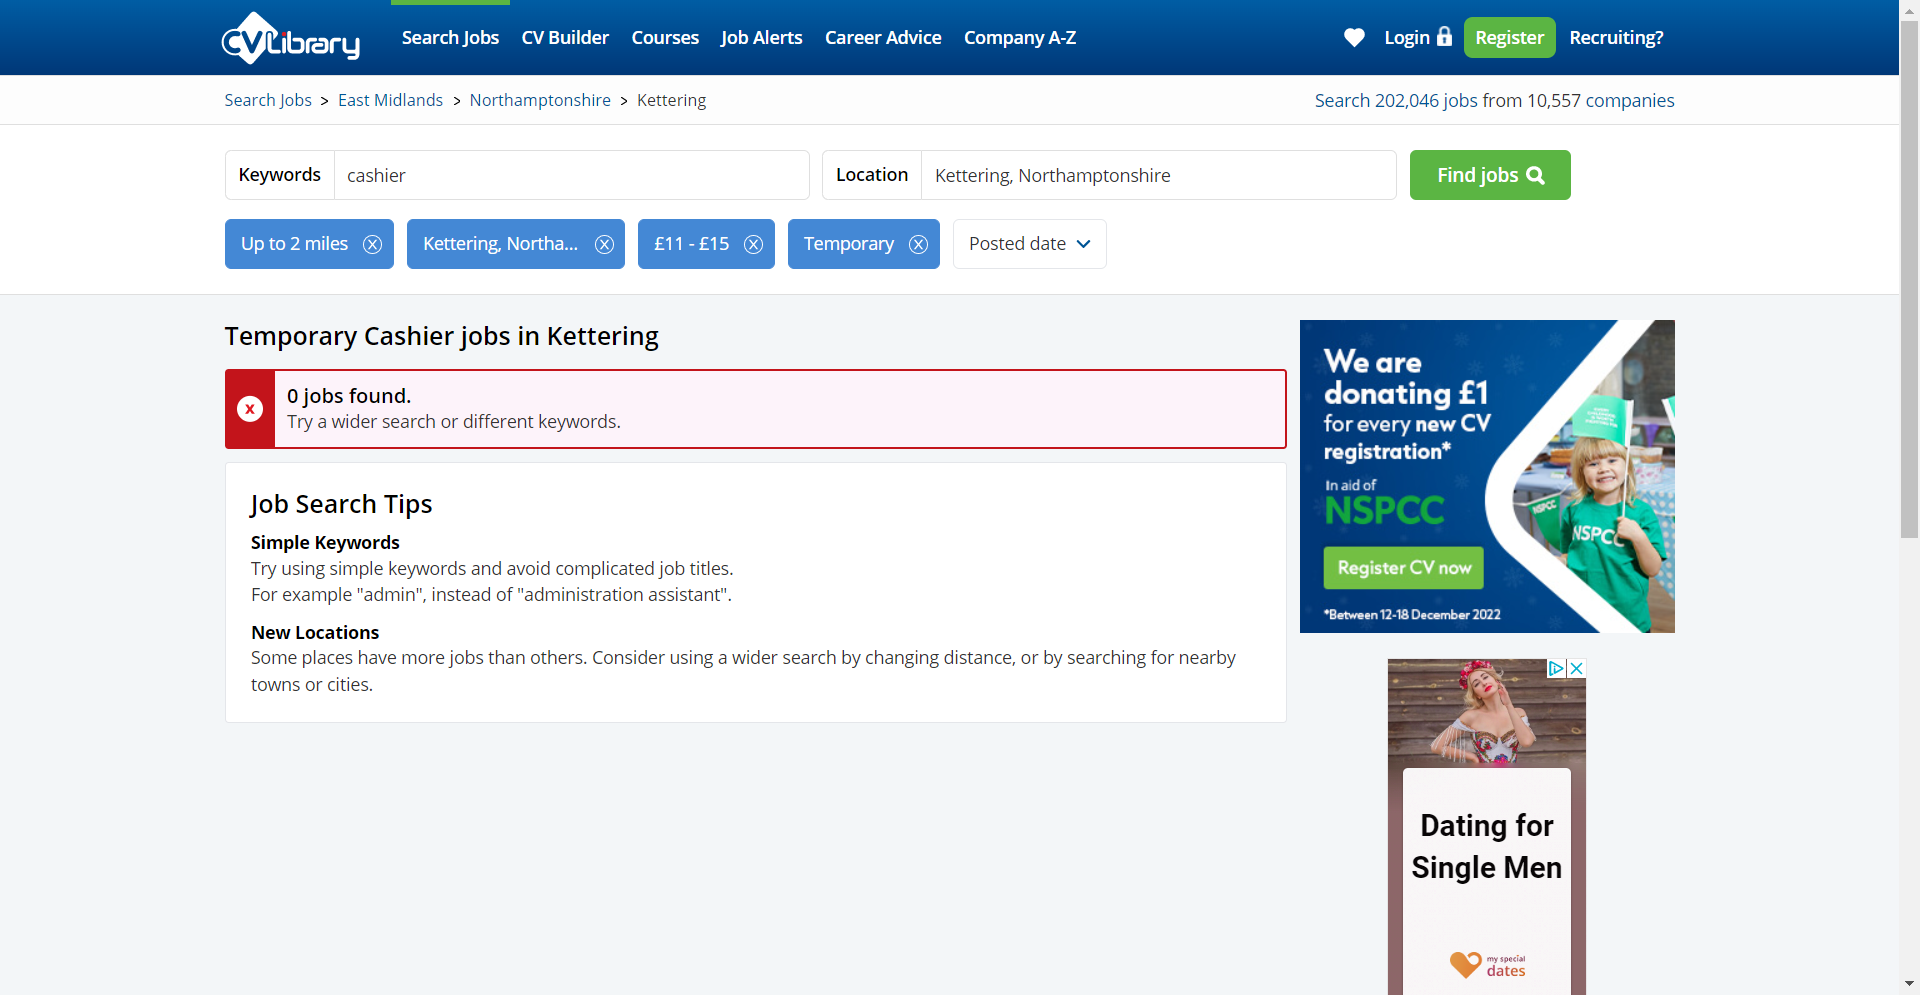 CV Library
Search Jobs CV Builder Courses Job Alerts Career Advice Company A-Z Login Register Recruiting?
Search Jobs > East Midlands > Northamptonshire > Kettering
Search 202,046 jobs from 10,557 companies
Keywords cashier
Location Kettering, Northamptonshire
Find jobs
Up to 2 miles Kettering, Northa... £11 - £15 Temporary Posted date
Temporary Cashier jobs in Kettering
0 jobs found.
Try a wider search or different keywords.
Job Search Tips
Simple Keywords
Try using simple keywords and avoid complicated job titles.
For example "admin", instead of "administration assistant".
New Locations
Some places have more jobs than others. Consider using a wider search by changing distance, or by searching for nearby
towns or cities.
We are
donating £1
for every new CV
registration*
In aid of
NSPCC
Register CV now
*Between 12-18 December 2022
NSPCC
NSPCC
Dating for
Single Men
my special
dates